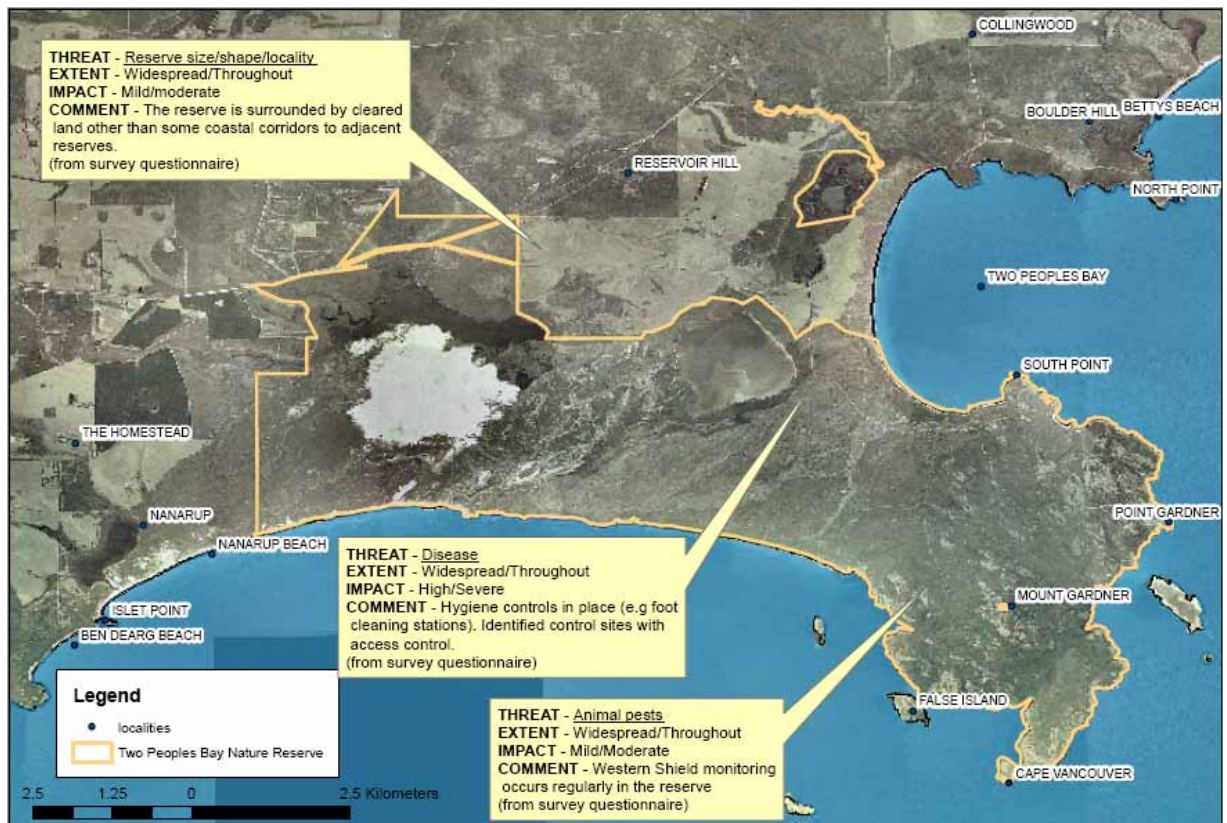 COLLINGWOOD
THREAT - Reserve size/shape/locality
EXTENT - Widespread/Throughout
IMPACT - Mild/moderate
COMMENT - The reserve is surrounded by cleared
land other than some coastal corridors to adjacent
reserves.
(from survey questionnaire)
BOULDER HILL
BETTYS BEACH
RESERVOIR HILL
NORTH POINT
TWO PEOPLES BAY
SOUTH POINT
THE HOMESTEAD
NANARUP
POINT GARDNER
NANARUP BEACH
THREAT - Disease
EXTENT - Widespread/Throughout
IMPACT - High/Severe
COMMENT - Hygiene controls in place (e.g foot
cleaning stations). Identified control sites with
access control.
(from survey questionnaire)
MOUNT GARDNER
ISLET POINT
BEN DEARG BEACH
FALSE ISLAND
THREAT - Animal pests
EXTENT - Widespread/Throughout
IMPACT - Mild/Moderate
COMMENT - Western Shield monitoring
occurs regularly in the reserve
(from survey questionnaire)
CAPE VANCOUVER
Legend
localities
Two Peoples Bay Nature Reserve
2.5 1.25 0 2.5 Kilometers